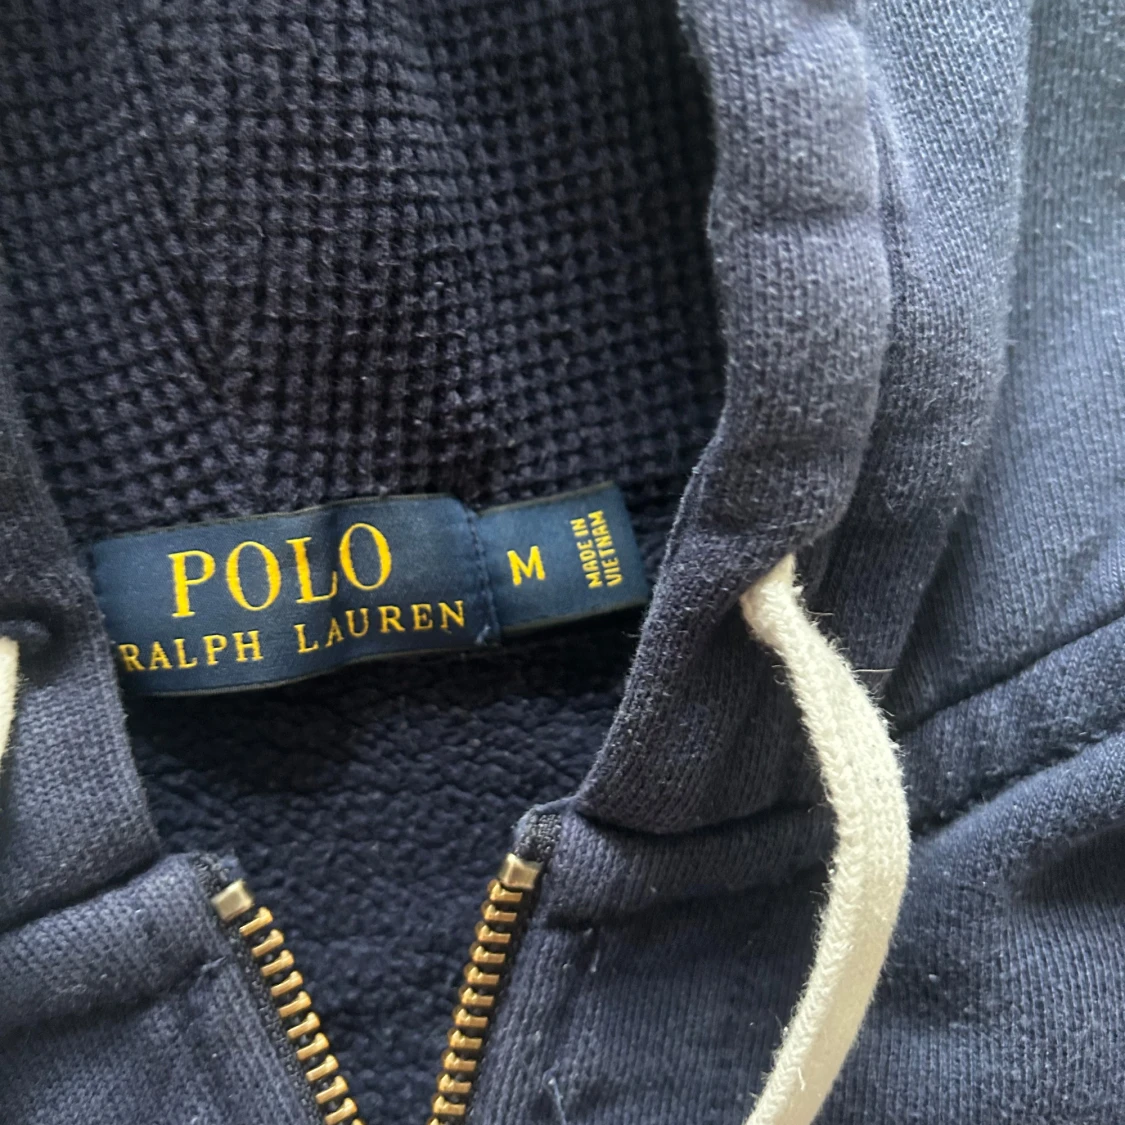 POLO
RALPH LAUREN
M
MADE IN
VIETNAM